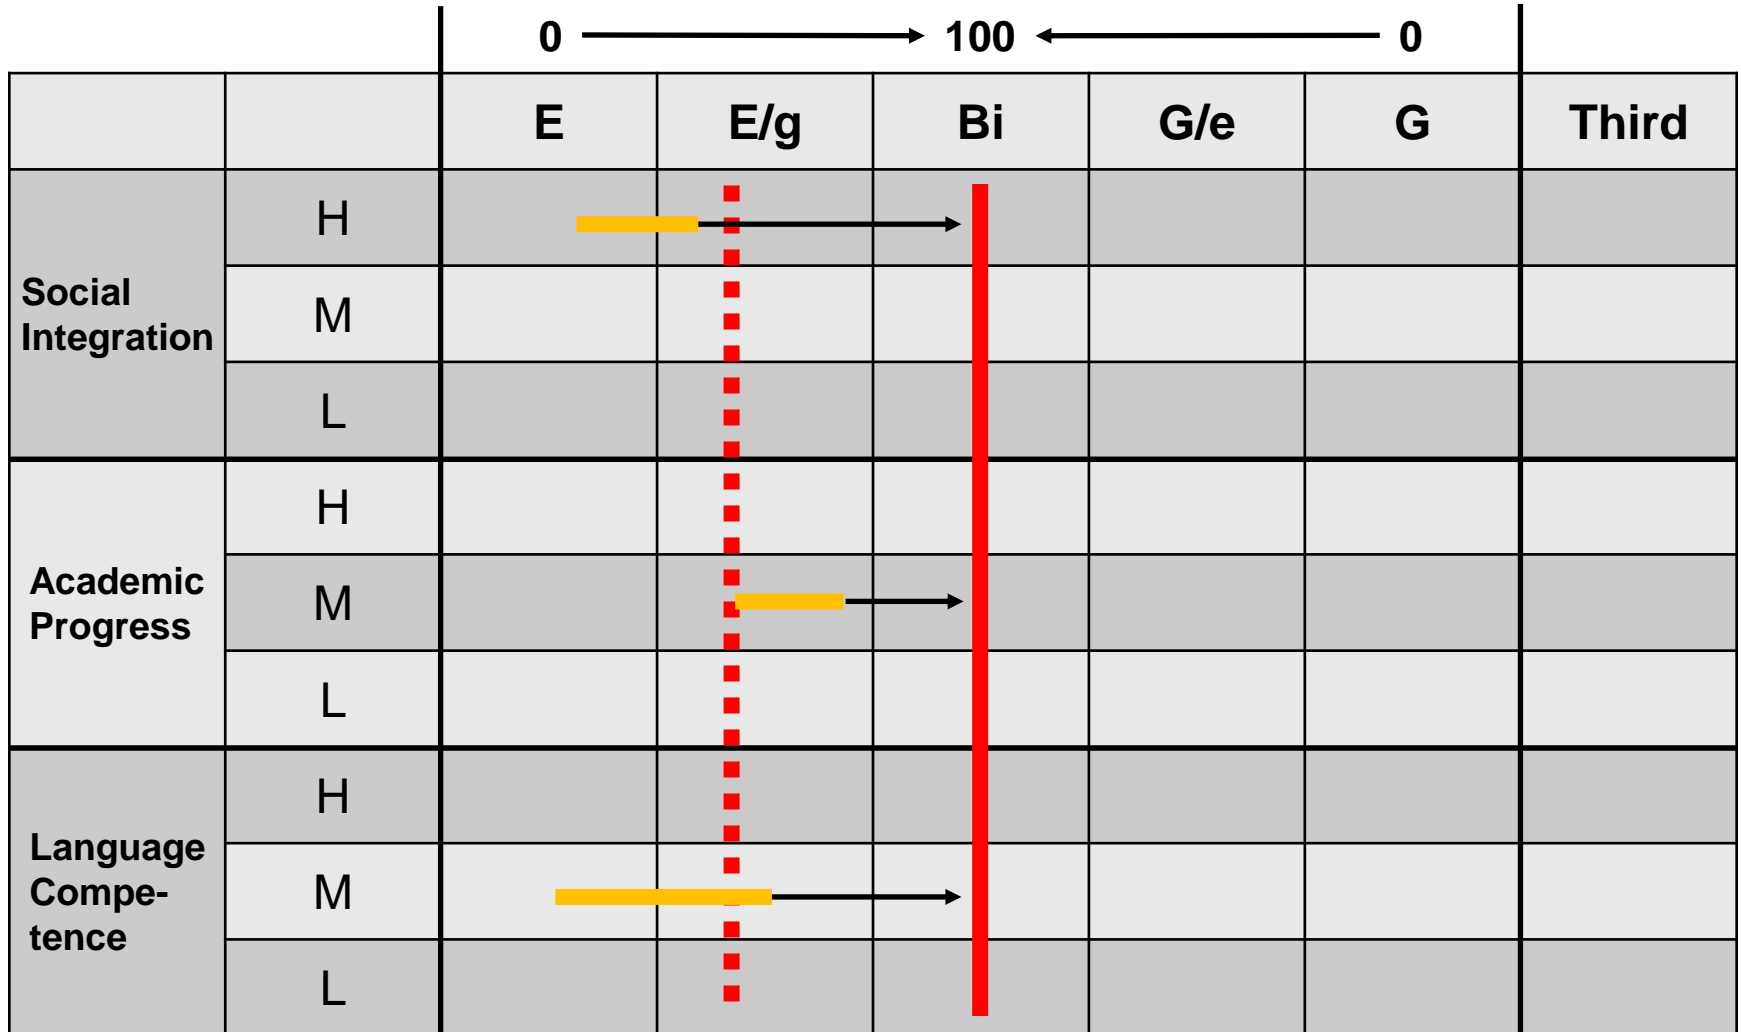 0 100 0
E E/g Bi G/e G Third
H
Social
Integration
M
L
H
Academic
Progress
M
L
H
Language
Compe-
tence
M
L